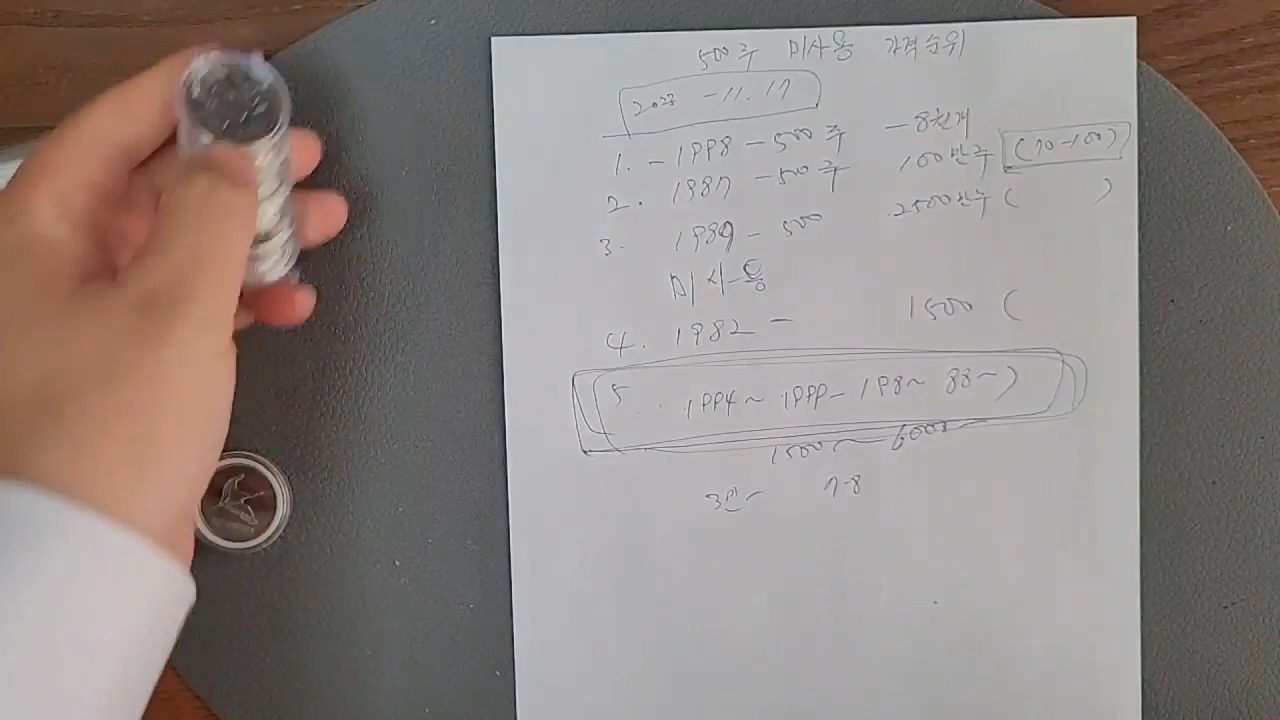 500주 미사용 가격순위
2023 -11.17
1. -1998 -500주 -8천개
2. 1987 -500주 100만주 (70-100)
3. 1989 - 500 2500만주 ( )
미사용
4. 1982 - 1500 (
5 .. 1994~ 1999- 198~ 88~)
1500 ~ 6000
3만~ 7-8